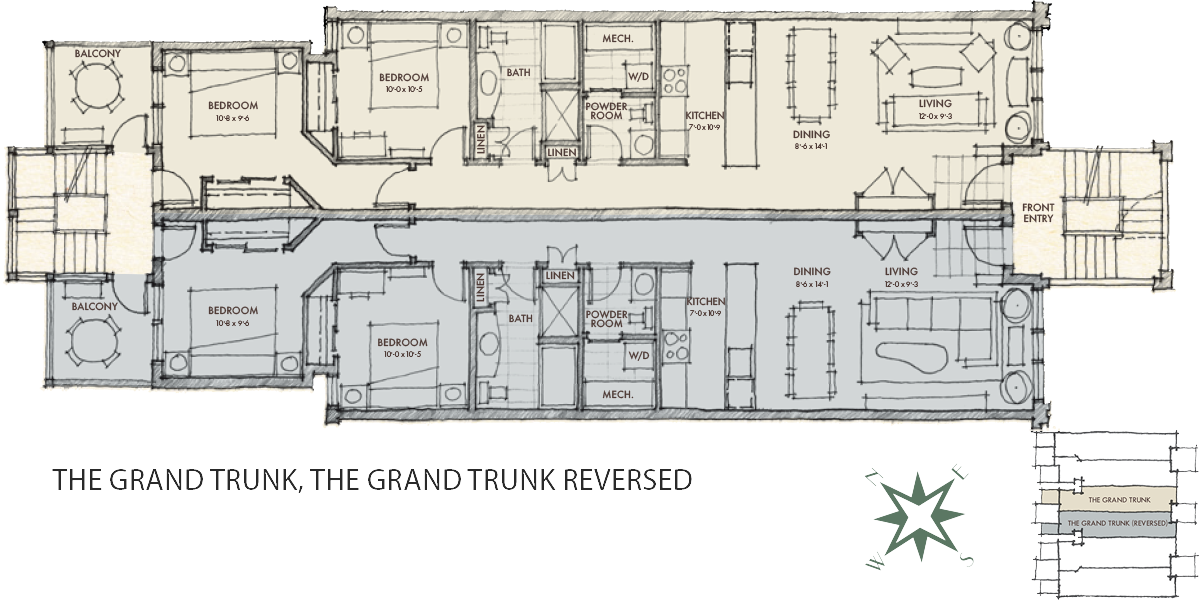 BALCONY
BEDROOM
10'-8 x 9'-6
BEDROOM
10'-0 x 10'-5
BATH
LINEN
LINEN
MECH.
W/D
POWDER
ROOM
KITCHEN
7'-0 x 10'-9
DINING
8'-6 x 14'-1
LIVING
12'-0 x 9'-3
FRONT
ENTRY
BALCONY
BEDROOM
10'-8 x 9'-6
BEDROOM
10'-0 x 10'-5
LINEN
BATH
LINEN
POWDER
ROOM
W/D
MECH.
KITCHEN
7'-0 x 10'-9
DINING
8'-6 x 14'-1
LIVING
12'-0 x 9'-3
THE GRAND TRUNK, THE GRAND TRUNK REVERSED
N
E
W
S
THE GRAND TRUNK
THE GRAND TRUNK (REVERSED)